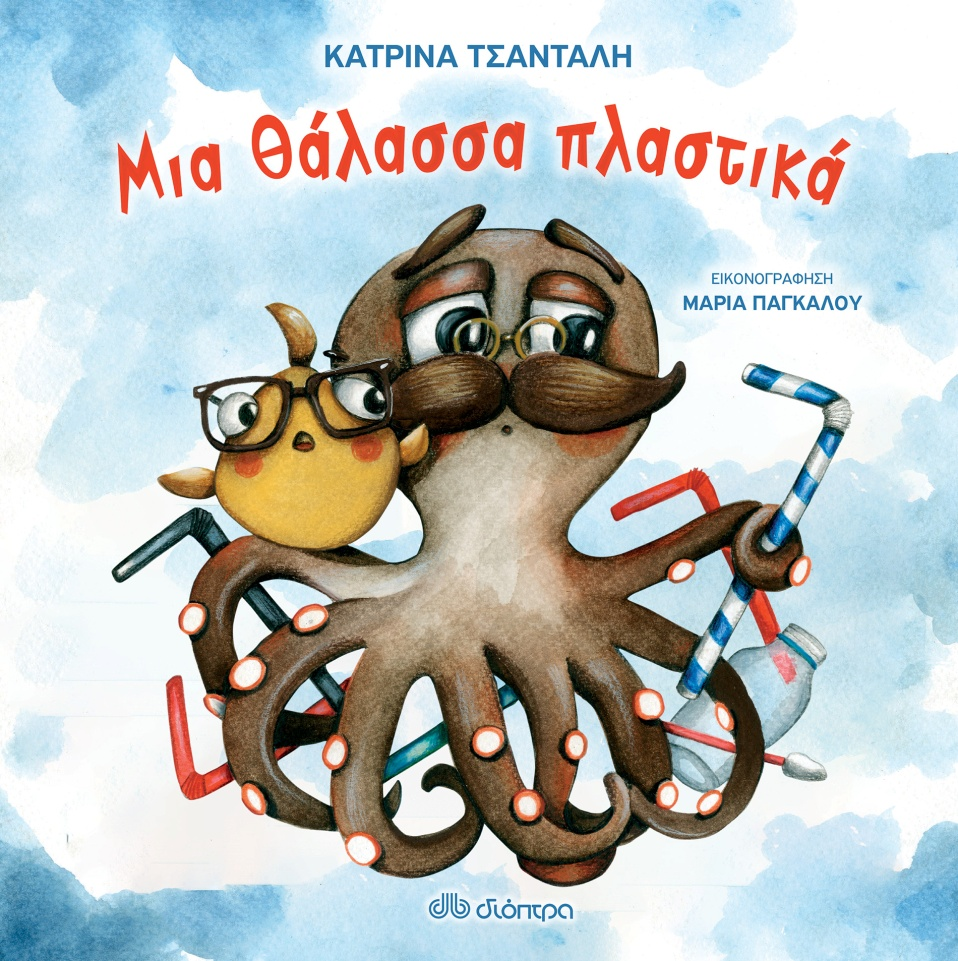 ΚΑΤΡΙΝΑ ΤΣΑΝΤΑΛΗ
Μια θάλασσα πλαστικά
ΕΙΚΟΝΟΓΡΑΦΗΣΗ
ΜΑΡΙΑ ΠΑΓΚΑΛΟΥ
διόπτρα